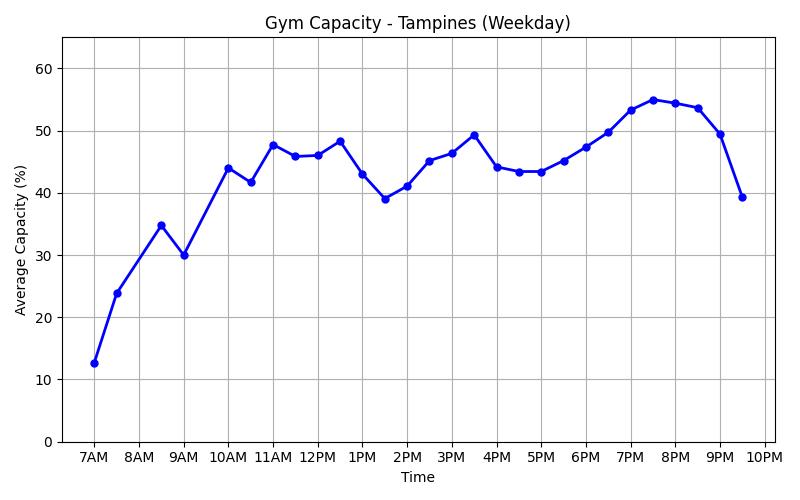 Gym Capacity - Tampines (Weekday)
Average Capacity (%)
60
50
40
30
20
10
0
7AM 8AM 9AM 10AM 11AM 12PM 1PM 2PM 3PM 4PM 5PM 6PM 7PM 8PM 9PM 10PM
Time